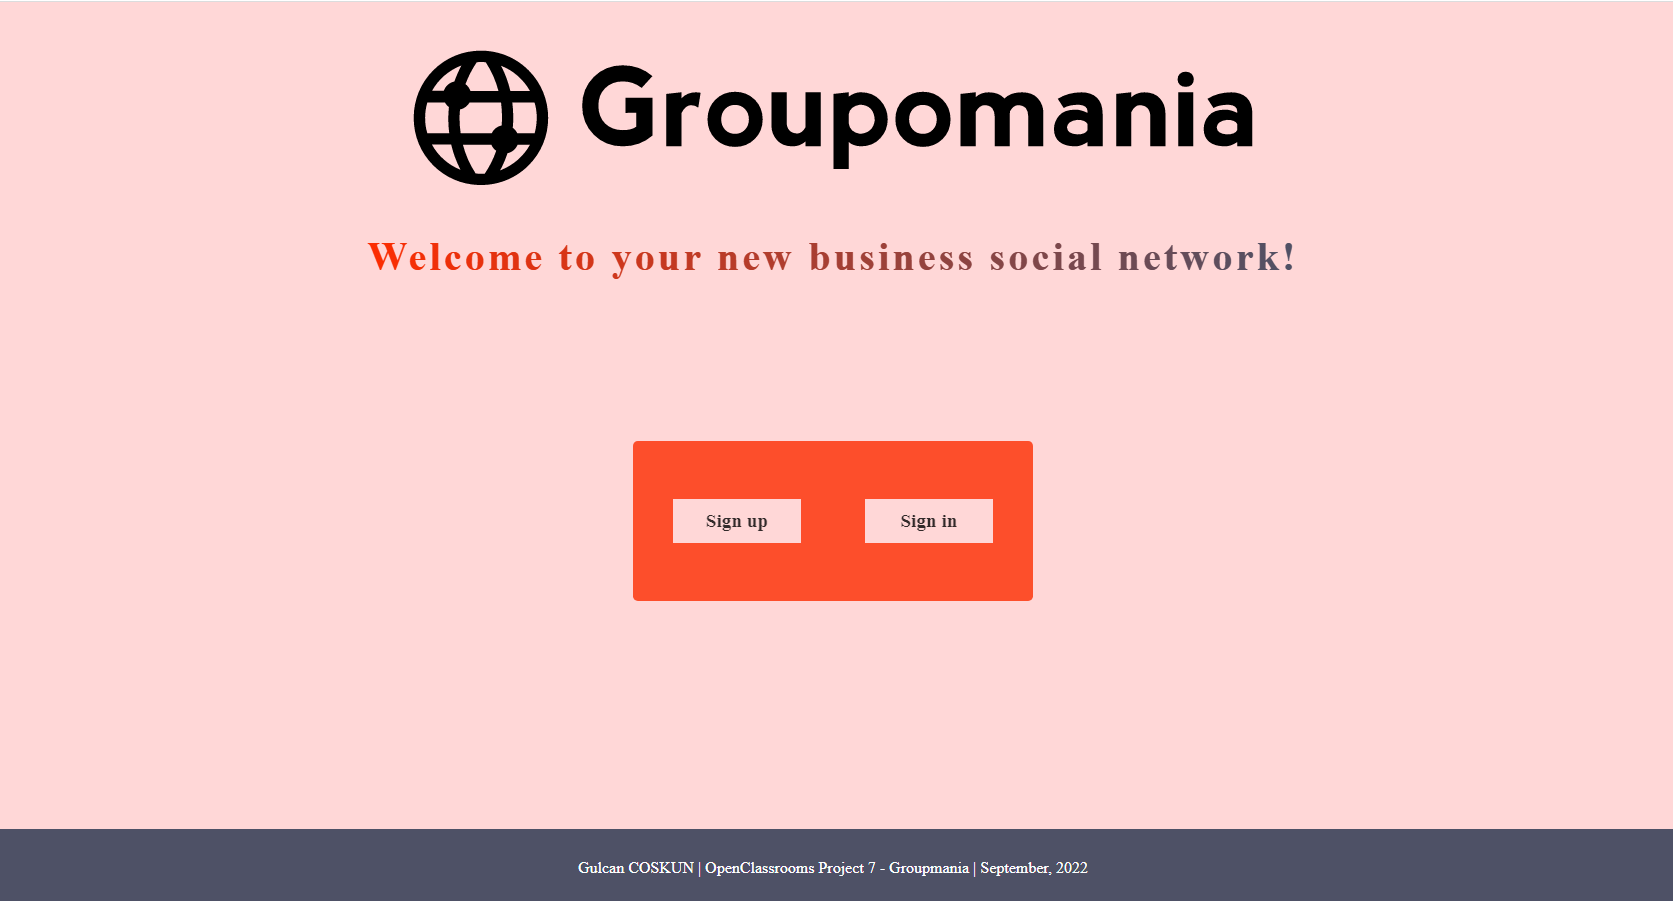 Groupomania
Welcome to your new business social network!
Sign up
Sign in
Gulcan COSKUN | OpenClassrooms Project 7 - Groupmania | September, 2022